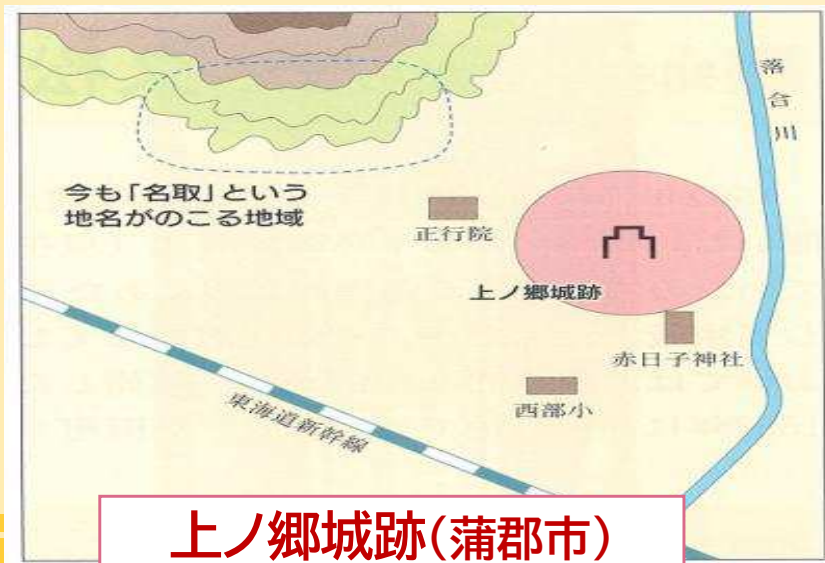 落合川
今も「名取」という
地名がのこる地域
正行院
上ノ郷城跡
赤日子神社
西部小
東海道新幹線
上ノ郷城跡(蒲郡市)